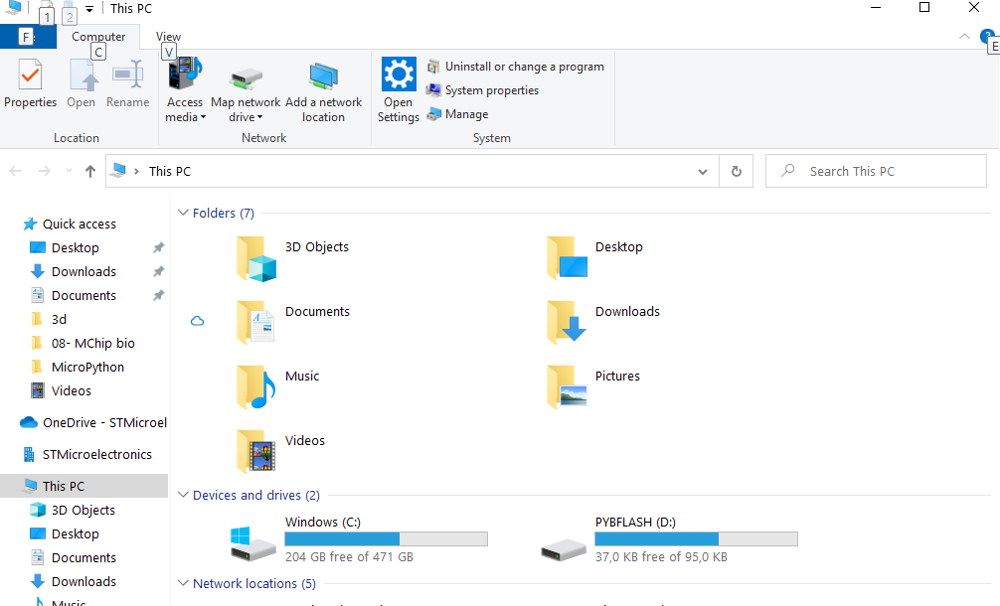 This PC
1
2
F
Computer
View
C
V
E
Properties
Open
Rename
Access media
Map network drive
Add a network location
Open Settings
Uninstall or change a program
System properties
Manage
Location
Network
System
This PC
Search This PC
Quick access
Desktop
Downloads
Documents
3d
08- MChip bio
MicroPython
Videos
OneDrive - STMicroel
STMicroelectronics
This PC
3D Objects
Desktop
Documents
Downloads
Music
Folders (7)
3D Objects
Desktop
Documents
Downloads
Music
Pictures
Videos
Devices and drives (2)
Windows (C:)
204 GB free of 471 GB
PYBFLASH (D:)
37,0 KB free of 95,0 KB
Network locations (5)